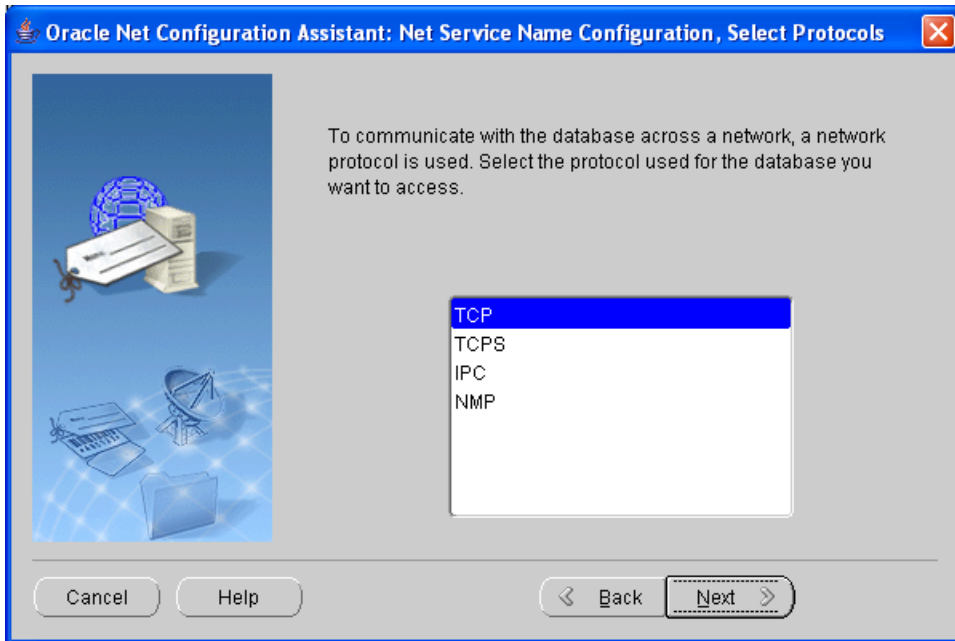 Oracle Net Configuration Assistant: Net Service Name Configuration, Select Protocols
To communicate with the database across a network, a network
protocol is used. Select the protocol used for the database you
want to access.
TCP
TCPS
IPC
NMP
Cancel
Help
Back
Next